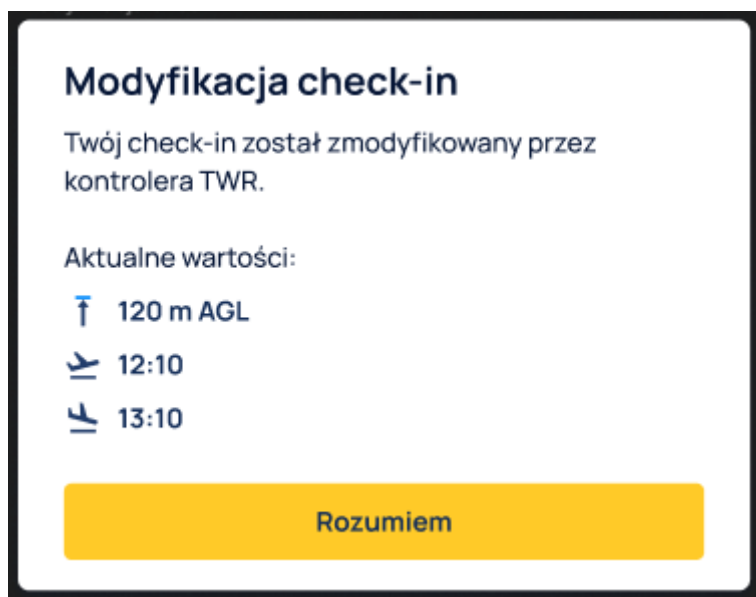 Modyfikacja check-in
Twój check-in został zmodyfikowany przez
kontrolera TWR.
Aktualne wartości:
120 m AGL
12:10
13:10
Rozumiem